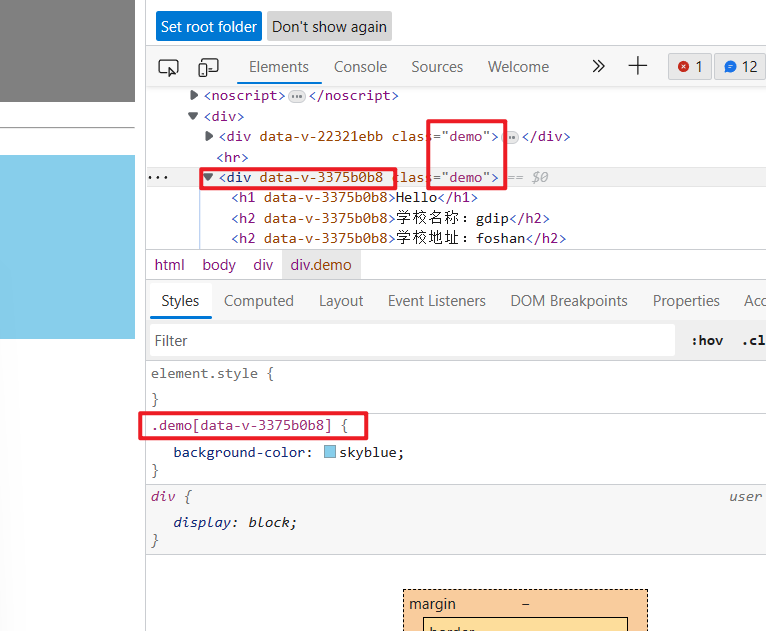 Set root folder Don't show again
Elements Console Sources Welcome 1 12
<noscript> ••• </noscript>
<div>
<div data-v-22321ebb class="demo"> ••• </div>
<hr>
••• <div data-v-3375b0b8 class="demo"> == $0
<h1 data-v-3375b0b8>Hello</h1>
<h2 data-v-3375b0b8>学校名称：gdip</h2>
<h2 data-v-3375b0b8>学校地址：foshan</h2>
html body div div.demo
Styles Computed Layout Event Listeners DOM Breakpoints Properties Acc
Filter :hov .cl
element.style {
}
.demo[data-v-3375b0b8] {
background-color: skyblue;
}
div { user
display: block;
}
margin –